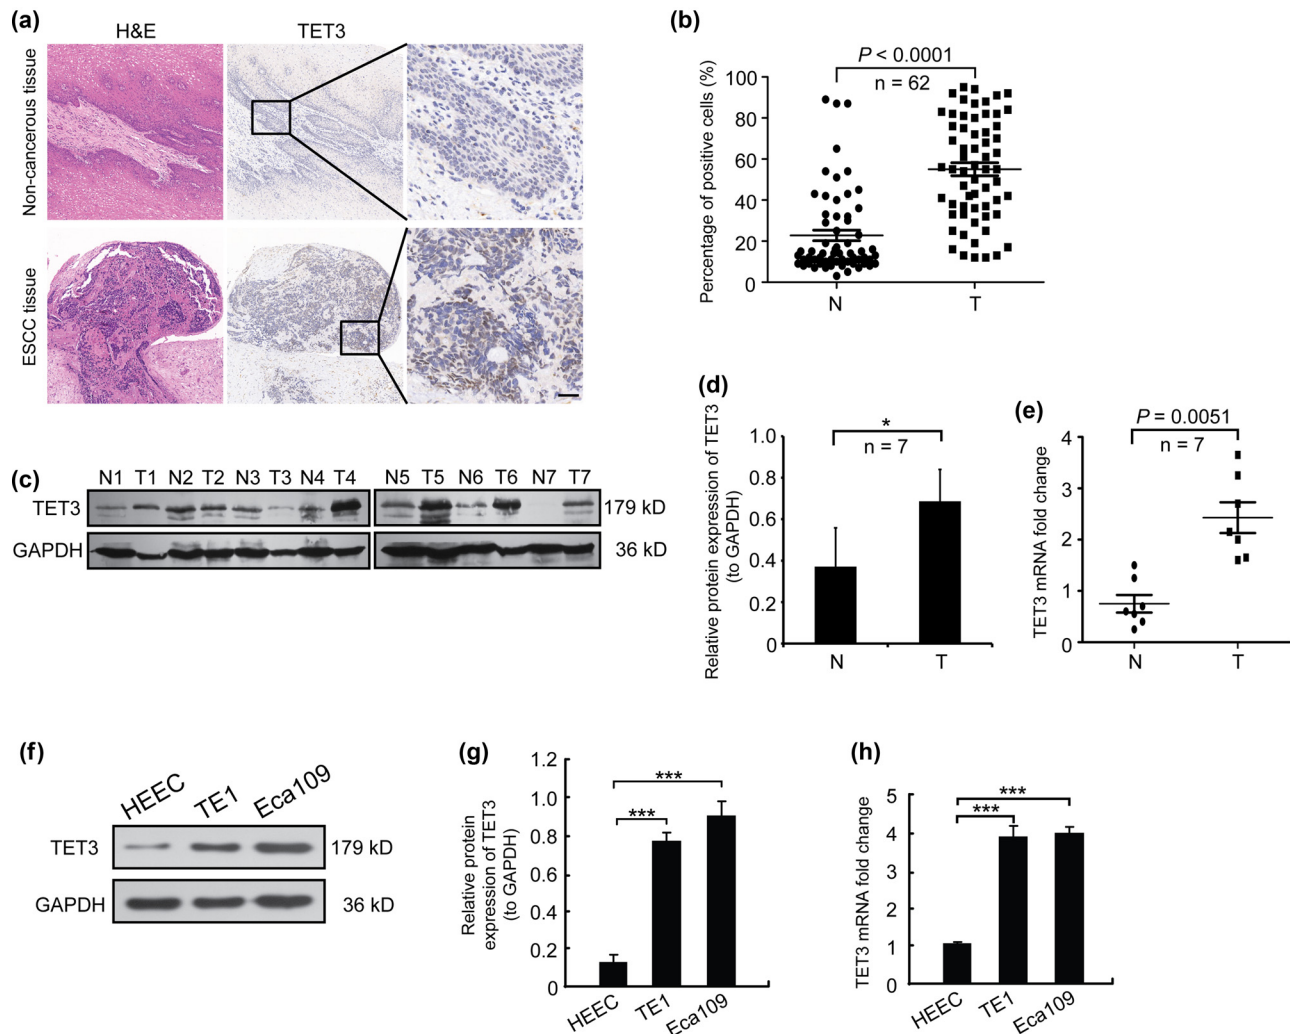 (a)
H&E
TET3
Non-cancerous tissue
ESCC tissue
(b)
P < 0.0001
n = 62
Percentage of positive cells (%)
100
80
60
40
20
0
N
T
(c)
N1 T1 N2 T2 N3 T3 N4 T4 N5 T5 N6 T6 N7 T7
TET3
179 kD
GAPDH
36 kD
(d)
*
n = 7
Relative protein expression of TET3
(to GAPDH)
1.0
0.8
0.6
0.4
0.2
0
N
T
(e)
P = 0.0051
n = 7
TET3 mRNA fold change
4
3
2
1
0
N
T
(f)
HEEC
TE1
Eca109
TET3
179 kD
GAPDH
36 kD
(g)
***
***
Relative protein
expression of TET3
(to GAPDH)
1.2
1.0
0.8
0.6
0.4
0.2
0
HEEC
TE1
Eca109
(h)
***
***
TET3 mRNA fold change
5
4
3
2
1
0
HEEC
TE1
Eca109